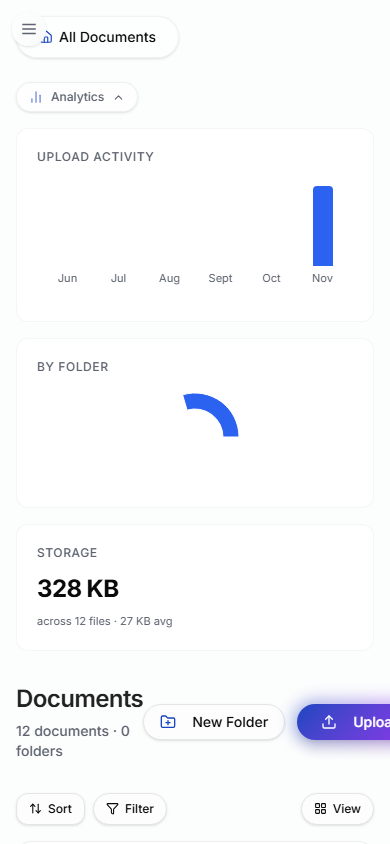 All Documents
Analytics
UPLOAD ACTIVITY
Jun Jul Aug Sept Oct Nov
BY FOLDER
STORAGE
328 KB
across 12 files · 27 KB avg
Documents
12 documents · 0
folders
New Folder
Sort
Filter
View